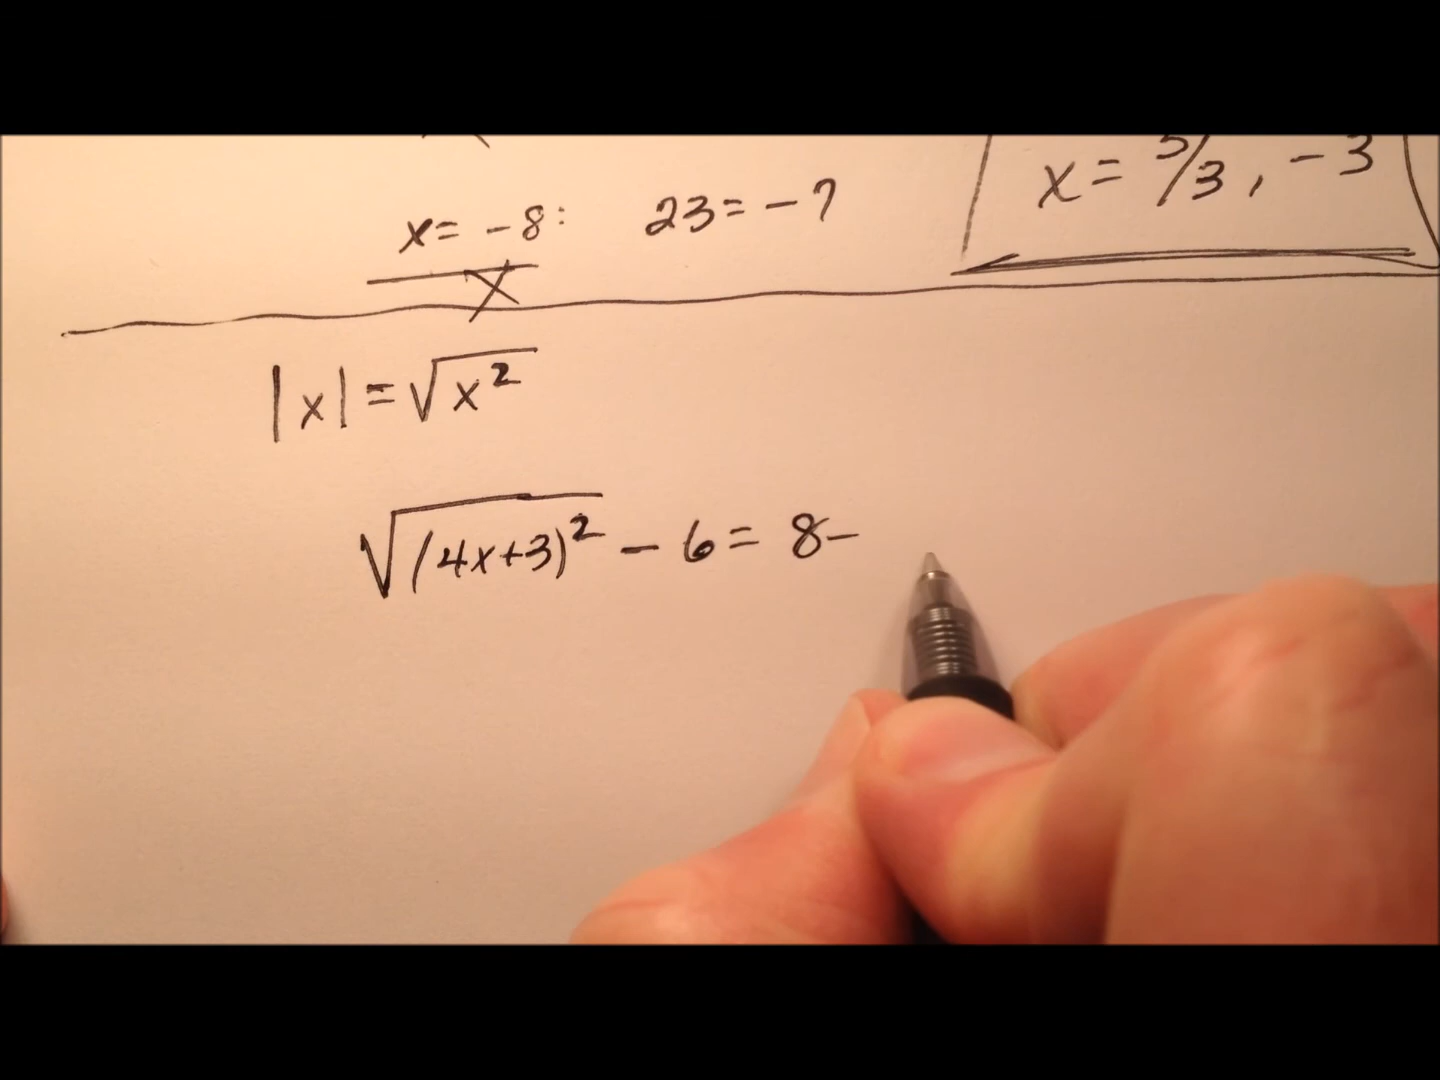 x = -8: 23 = -7
x = 5/3, -3
|x| = √x²
√(4x+3)² - 6 = 8-